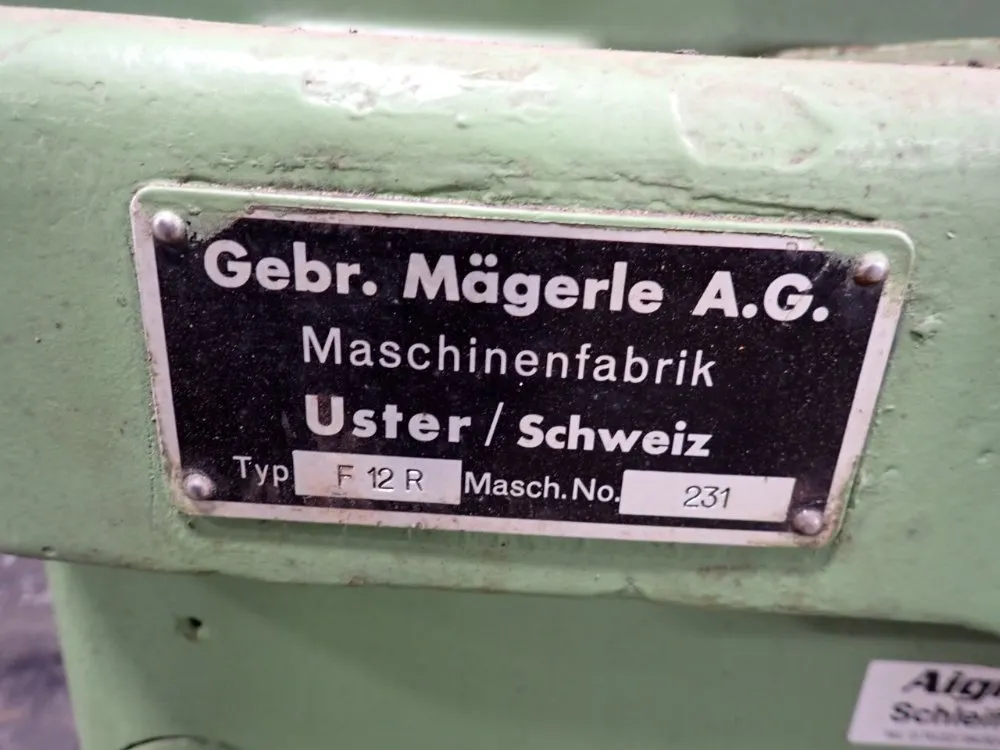 Gebr. Mägerle A.G.
Maschinenfabrik
Uster / Schweiz
Typ F 12 R Masch. No. 231